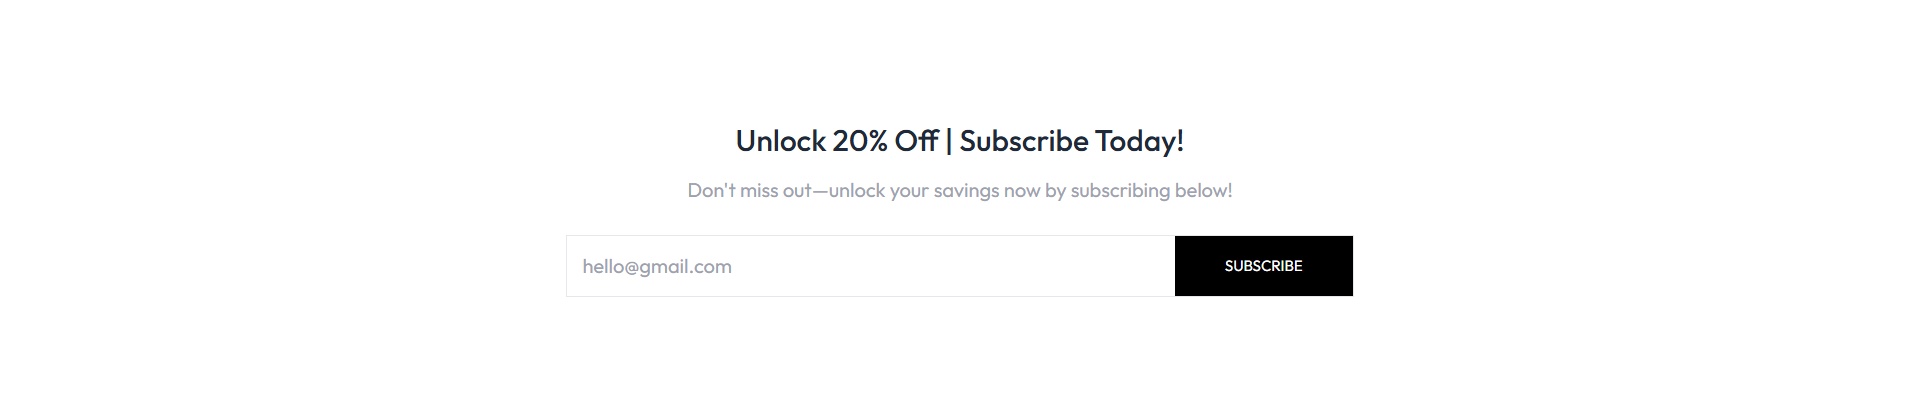 Unlock 20% Off | Subscribe Today!
Don't miss out—unlock your savings now by subscribing below!
hello@gmail.com
SUBSCRIBE